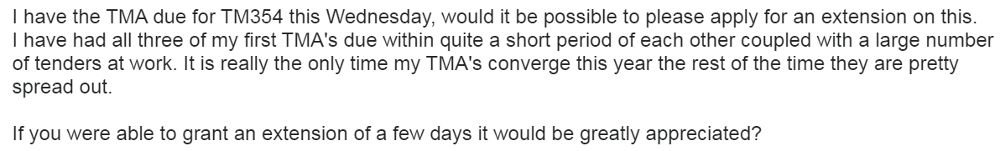 I have the TMA due for TM354 this Wednesday, would it be possible to please apply for an extension on this.
I have had all three of my first TMA's due within quite a short period of each other coupled with a large number
of tenders at work. It is really the only time my TMA's converge this year the rest of the time they are pretty
spread out.
If you were able to grant an extension of a few days it would be greatly appreciated?